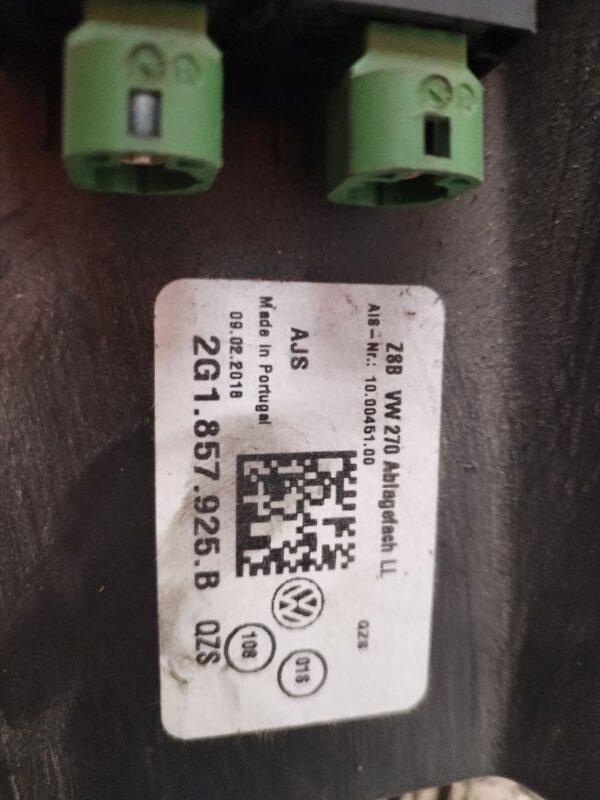 Z8B VW 270 Ablagefach LL
AIS-Nr.: 10.00451.00
QZS
AJS
Made in Portugal
09.02.2018
2G1.857.925.B QZS
108
016